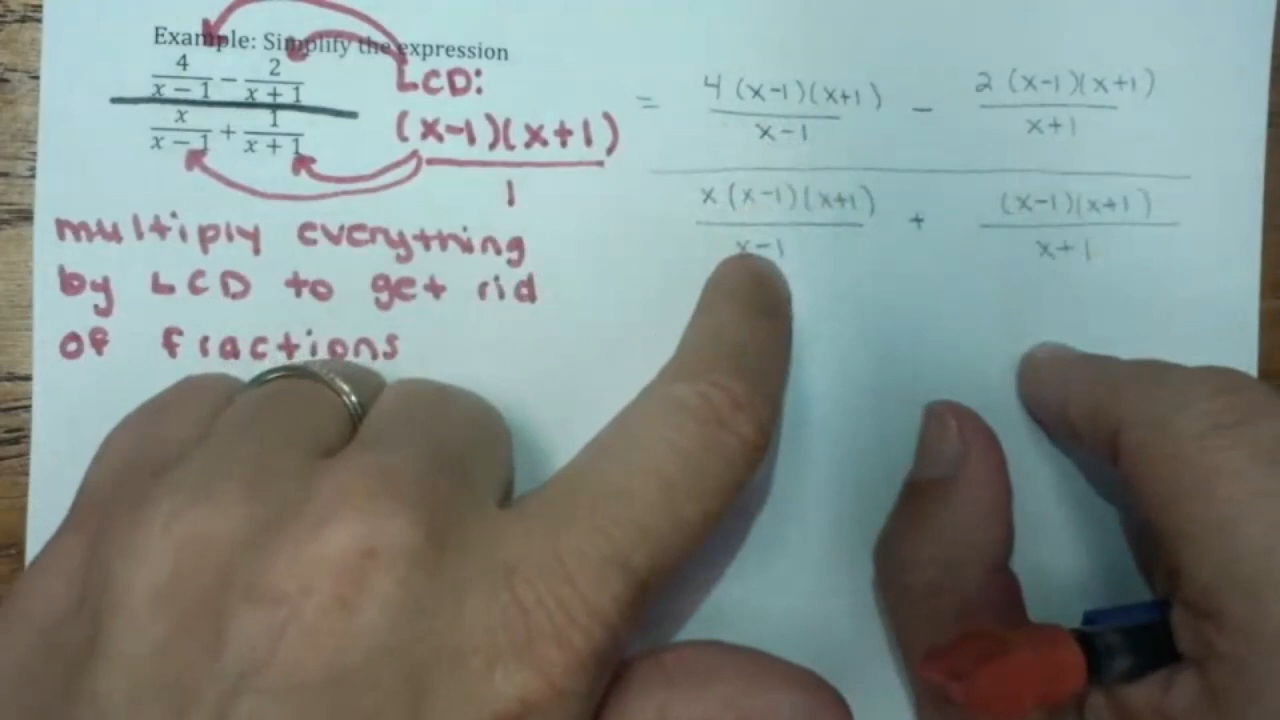 Example: Simplify the expression
4/(x − 1) − 2/(x + 1)
x/(x − 1) + 1/(x + 1)
LCD:
(x-1)(x+1)
1
multiply everything
by LCD to get rid
of fractions
= 4(x-1)(x+1)/(x-1) - 2(x-1)(x+1)/(x+1)
x(x-1)(x+1)/(x-1) + (x-1)(x+1)/(x+1)